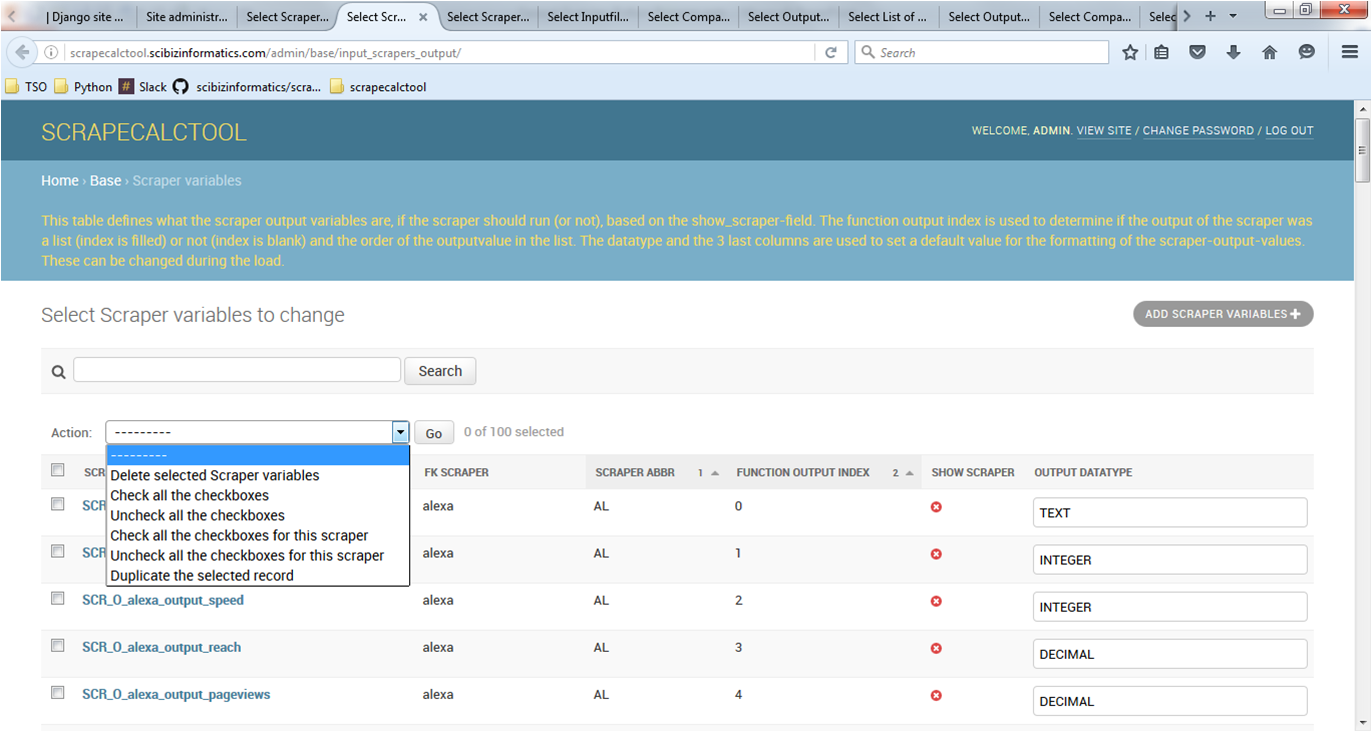 | Django site ...
Site administr...
Select Scraper...
Select Scr...
Select Scraper...
Select Inputfil...
Select Compa...
Select Output...
Select List of ...
Select Output...
Select Compa...
Selec
scrapecalctool.scibizinformatics.com/admin/base/input_scrapers_output/
Search
TSO
Python
Slack
scibizinformatics/scra...
scrapecalctool
SCRAPECALCTOOL
WELCOME, ADMIN. VIEW SITE / CHANGE PASSWORD / LOG OUT
Home › Base › Scraper variables
This table defines what the scraper output variables are, if the scraper should run (or not), based on the show_scraper-field. The function output index is used to determine if the output of the scraper was
a list (index is filled) or not (index is blank) and the order of the outputvalue in the list. The datatype and the 3 last columns are used to set a default value for the formatting of the scraper-output-values.
These can be changed during the load.
Select Scraper variables to change
ADD SCRAPER VARIABLES +
Search
Action: --------- Go 0 of 100 selected
---------
Delete selected Scraper variables
Check all the checkboxes
Uncheck all the checkboxes
Check all the checkboxes for this scraper
Uncheck all the checkboxes for this scraper
Duplicate the selected record
SCR FK SCRAPER SCRAPER ABBR 1 FUNCTION OUTPUT INDEX 2 SHOW SCRAPER OUTPUT DATATYPE
SCR alexa AL 0 TEXT
SCR alexa AL 1 INTEGER
SCR_O_alexa_output_speed alexa AL 2 INTEGER
SCR_O_alexa_output_reach alexa AL 3 DECIMAL
SCR_O_alexa_output_pageviews alexa AL 4 DECIMAL